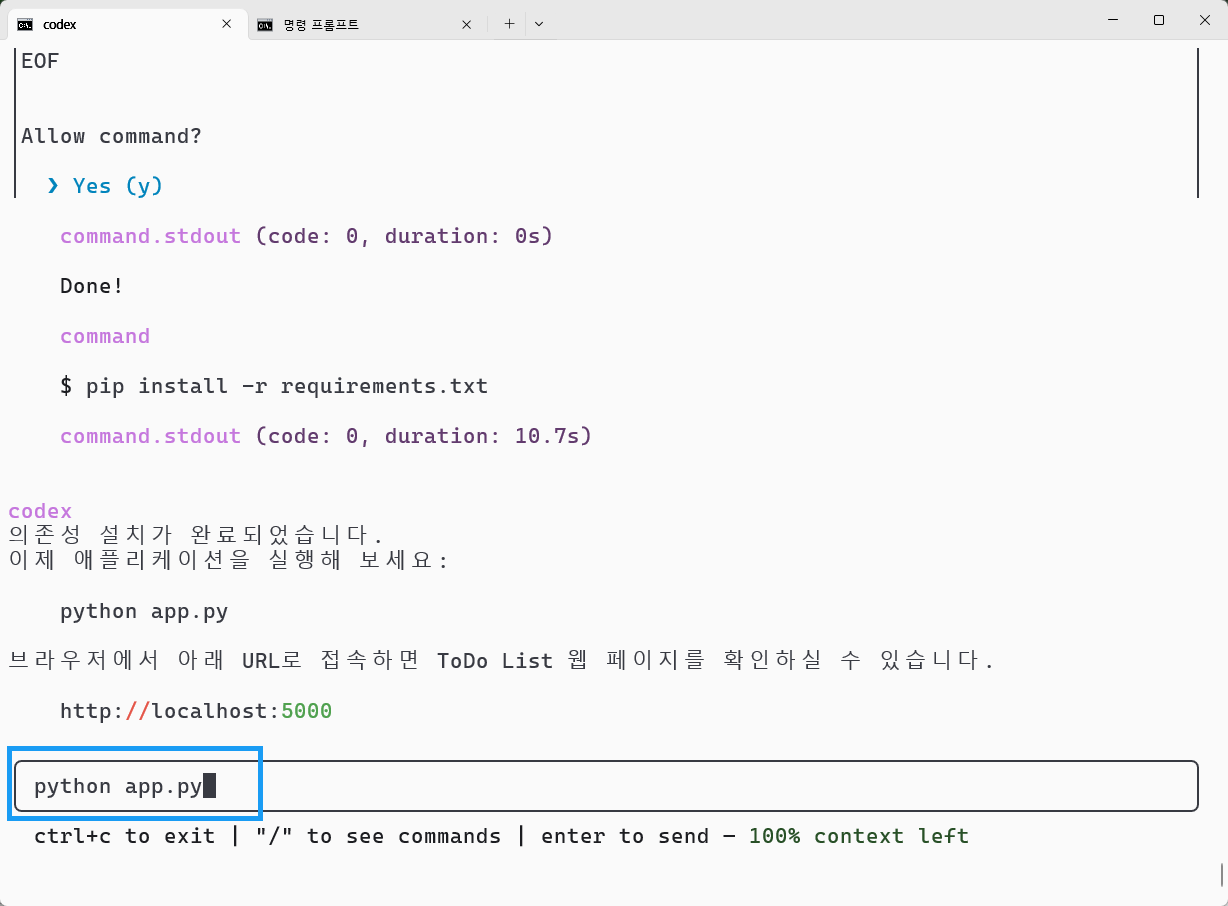 codex
명령 프롬프트
EOF
Allow command?
❯ Yes (y)
command.stdout (code: 0, duration: 0s)
Done!
command
$ pip install -r requirements.txt
command.stdout (code: 0, duration: 10.7s)
codex
의존성 설치가 완료되었습니다.
이제 애플리케이션을 실행해 보세요:
python app.py
브라우저에서 아래 URL로 접속하면 ToDo List 웹 페이지를 확인하실 수 있습니다.
http://localhost:5000
python app.py
ctrl+c to exit | "/" to see commands | enter to send — 100% context left